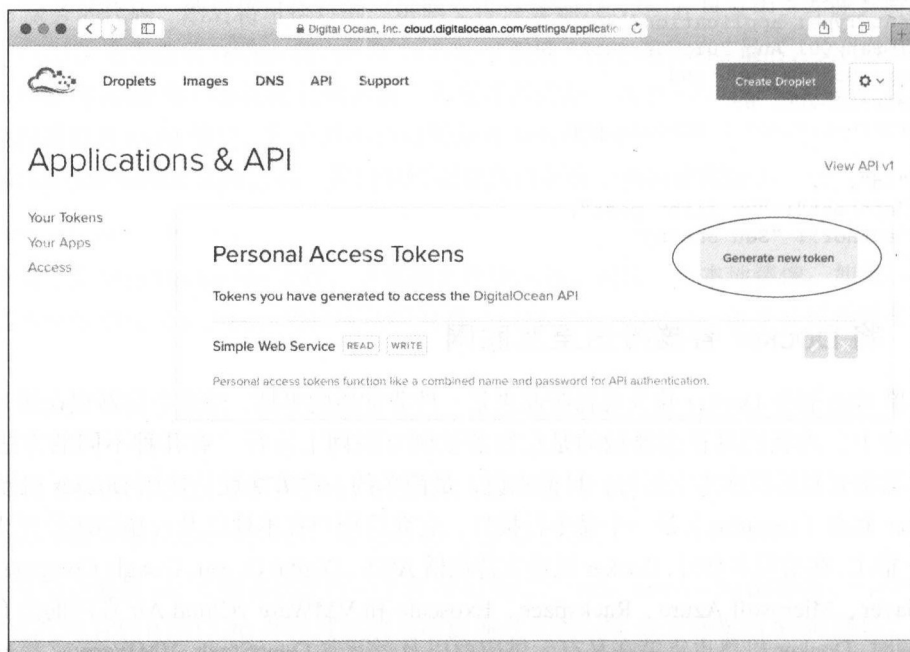 Digital Ocean, Inc. cloud.digitalocean.com/settings/applicatio
Droplets Images DNS API Support
Create Droplet
Applications & API
View API v1
Your Tokens
Your Apps
Access
Personal Access Tokens
Generate new token
Tokens you have generated to access the DigitalOcean API
Simple Web Service READ WRITE
Personal access tokens function like a combined name and password for API authentication.